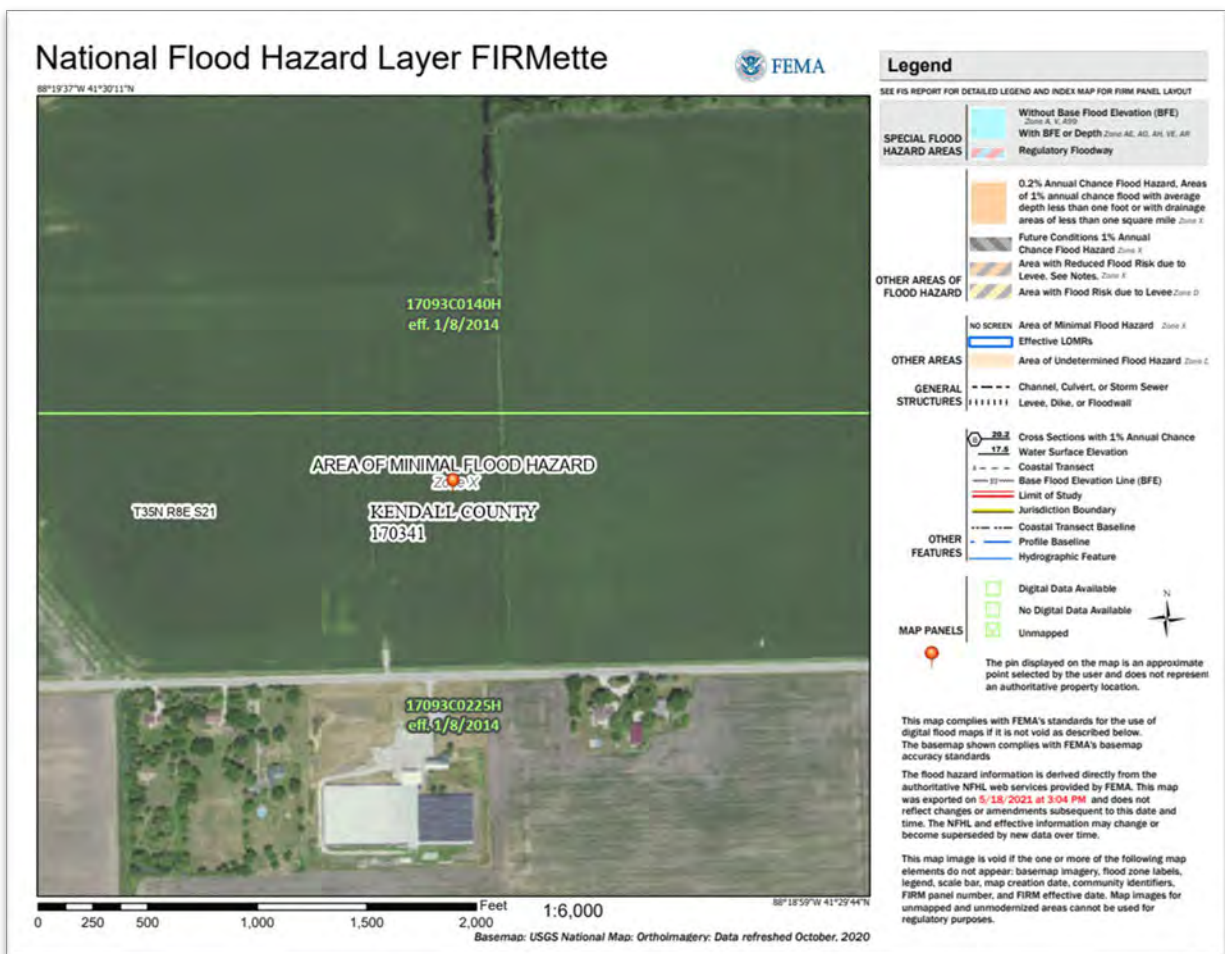 National Flood Hazard Layer FIRMette
FEMA
88°19'37"W 41°30'11"N
17093C0140H
eff. 1/8/2014
AREA OF MINIMAL FLOOD HAZARD
Zone X
T35N R8E S21
KENDALL COUNTY
170341
17093C0225H
eff. 1/8/2014
0 250 500 1,000 1,500 2,000
Feet
1:6,000
88°18'59"W 41°29'44"N
Basemap: USGS National Map: Orthoimagery: Data refreshed October, 2020
Legend
SEE FIS REPORT FOR DETAILED LEGEND AND INDEX MAP FOR FIRM PANEL LAYOUT
SPECIAL FLOOD
HAZARD AREAS
Without Base Flood Elevation (BFE)
Zone A, V, A99
With BFE or Depth Zone AE, AO, AH, VE, AR
Regulatory Floodway
OTHER AREAS OF
FLOOD HAZARD
0.2% Annual Chance Flood Hazard, Areas
of 1% annual chance flood with average
depth less than one foot or with drainage
areas of less than one square mile Zone X
Future Conditions 1% Annual
Chance Flood Hazard Zone X
Area with Reduced Flood Risk due to
Levee. See Notes. Zone X
Area with Flood Risk due to Levee Zone D
OTHER AREAS
NO SCREEN Area of Minimal Flood Hazard Zone X
Effective LOMRs
Area of Undetermined Flood Hazard Zone
GENERAL
STRUCTURES
Channel, Culvert, or Storm Sewer
Levee, Dike, or Floodwall
OTHER
FEATURES
B 20.2 Cross Sections with 1% Annual Chance
17.5 Water Surface Elevation
Coastal Transect
Base Flood Elevation Line (BFE)
Limit of Study
Jurisdiction Boundary
Coastal Transect Baseline
Profile Baseline
Hydrographic Feature
MAP PANELS
Digital Data Available
No Digital Data Available
Unmapped
N
The pin displayed on the map is an approximate
point selected by the user and does not represent
an authoritative property location.
This map complies with FEMA's standards for the use of
digital flood maps if it is not void as described below.
The basemap shown complies with FEMA's basemap
accuracy standards
The flood hazard information is derived directly from the
authoritative NFHL web services provided by FEMA. This map
was exported on 5/18/2021 at 3:04 PM and does not
reflect changes or amendments subsequent to this date and
time. The NFHL and effective information may change or
become superseded by new data over time.
This map image is void if the one or more of the following map
elements do not appear: basemap imagery, flood zone labels,
legend, scale bar, map creation date, community identifiers,
FIRM panel number, and FIRM effective date. Map images for
unmapped and unmodernized areas cannot be used for
regulatory purposes.